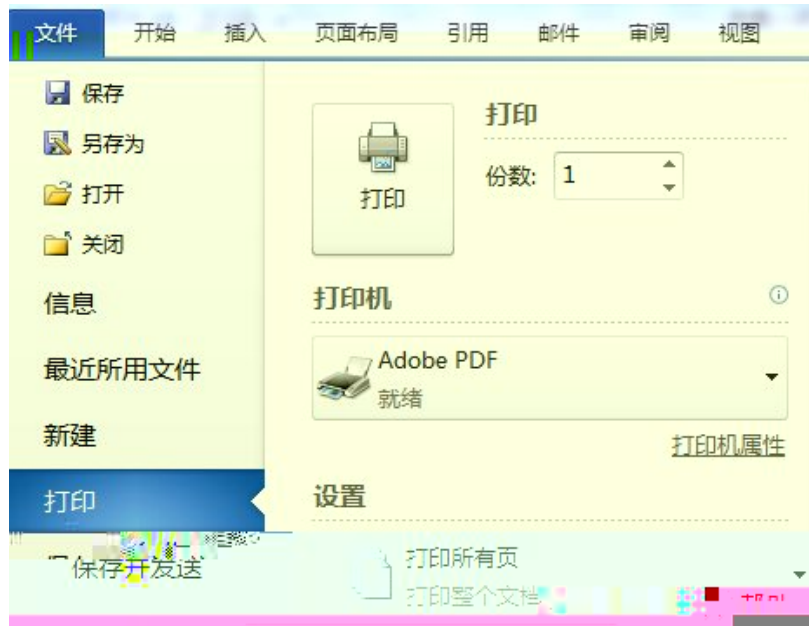 文件 开始 插入 页面布局 引用 邮件 审阅 视图
保存
另存为
打开
关闭
信息
最近所用文件
新建
打印
保存并发送
打印
打印
份数: 1
打印机
Adobe PDF
就绪
打印机属性
设置
打印所有页
打印整个文档